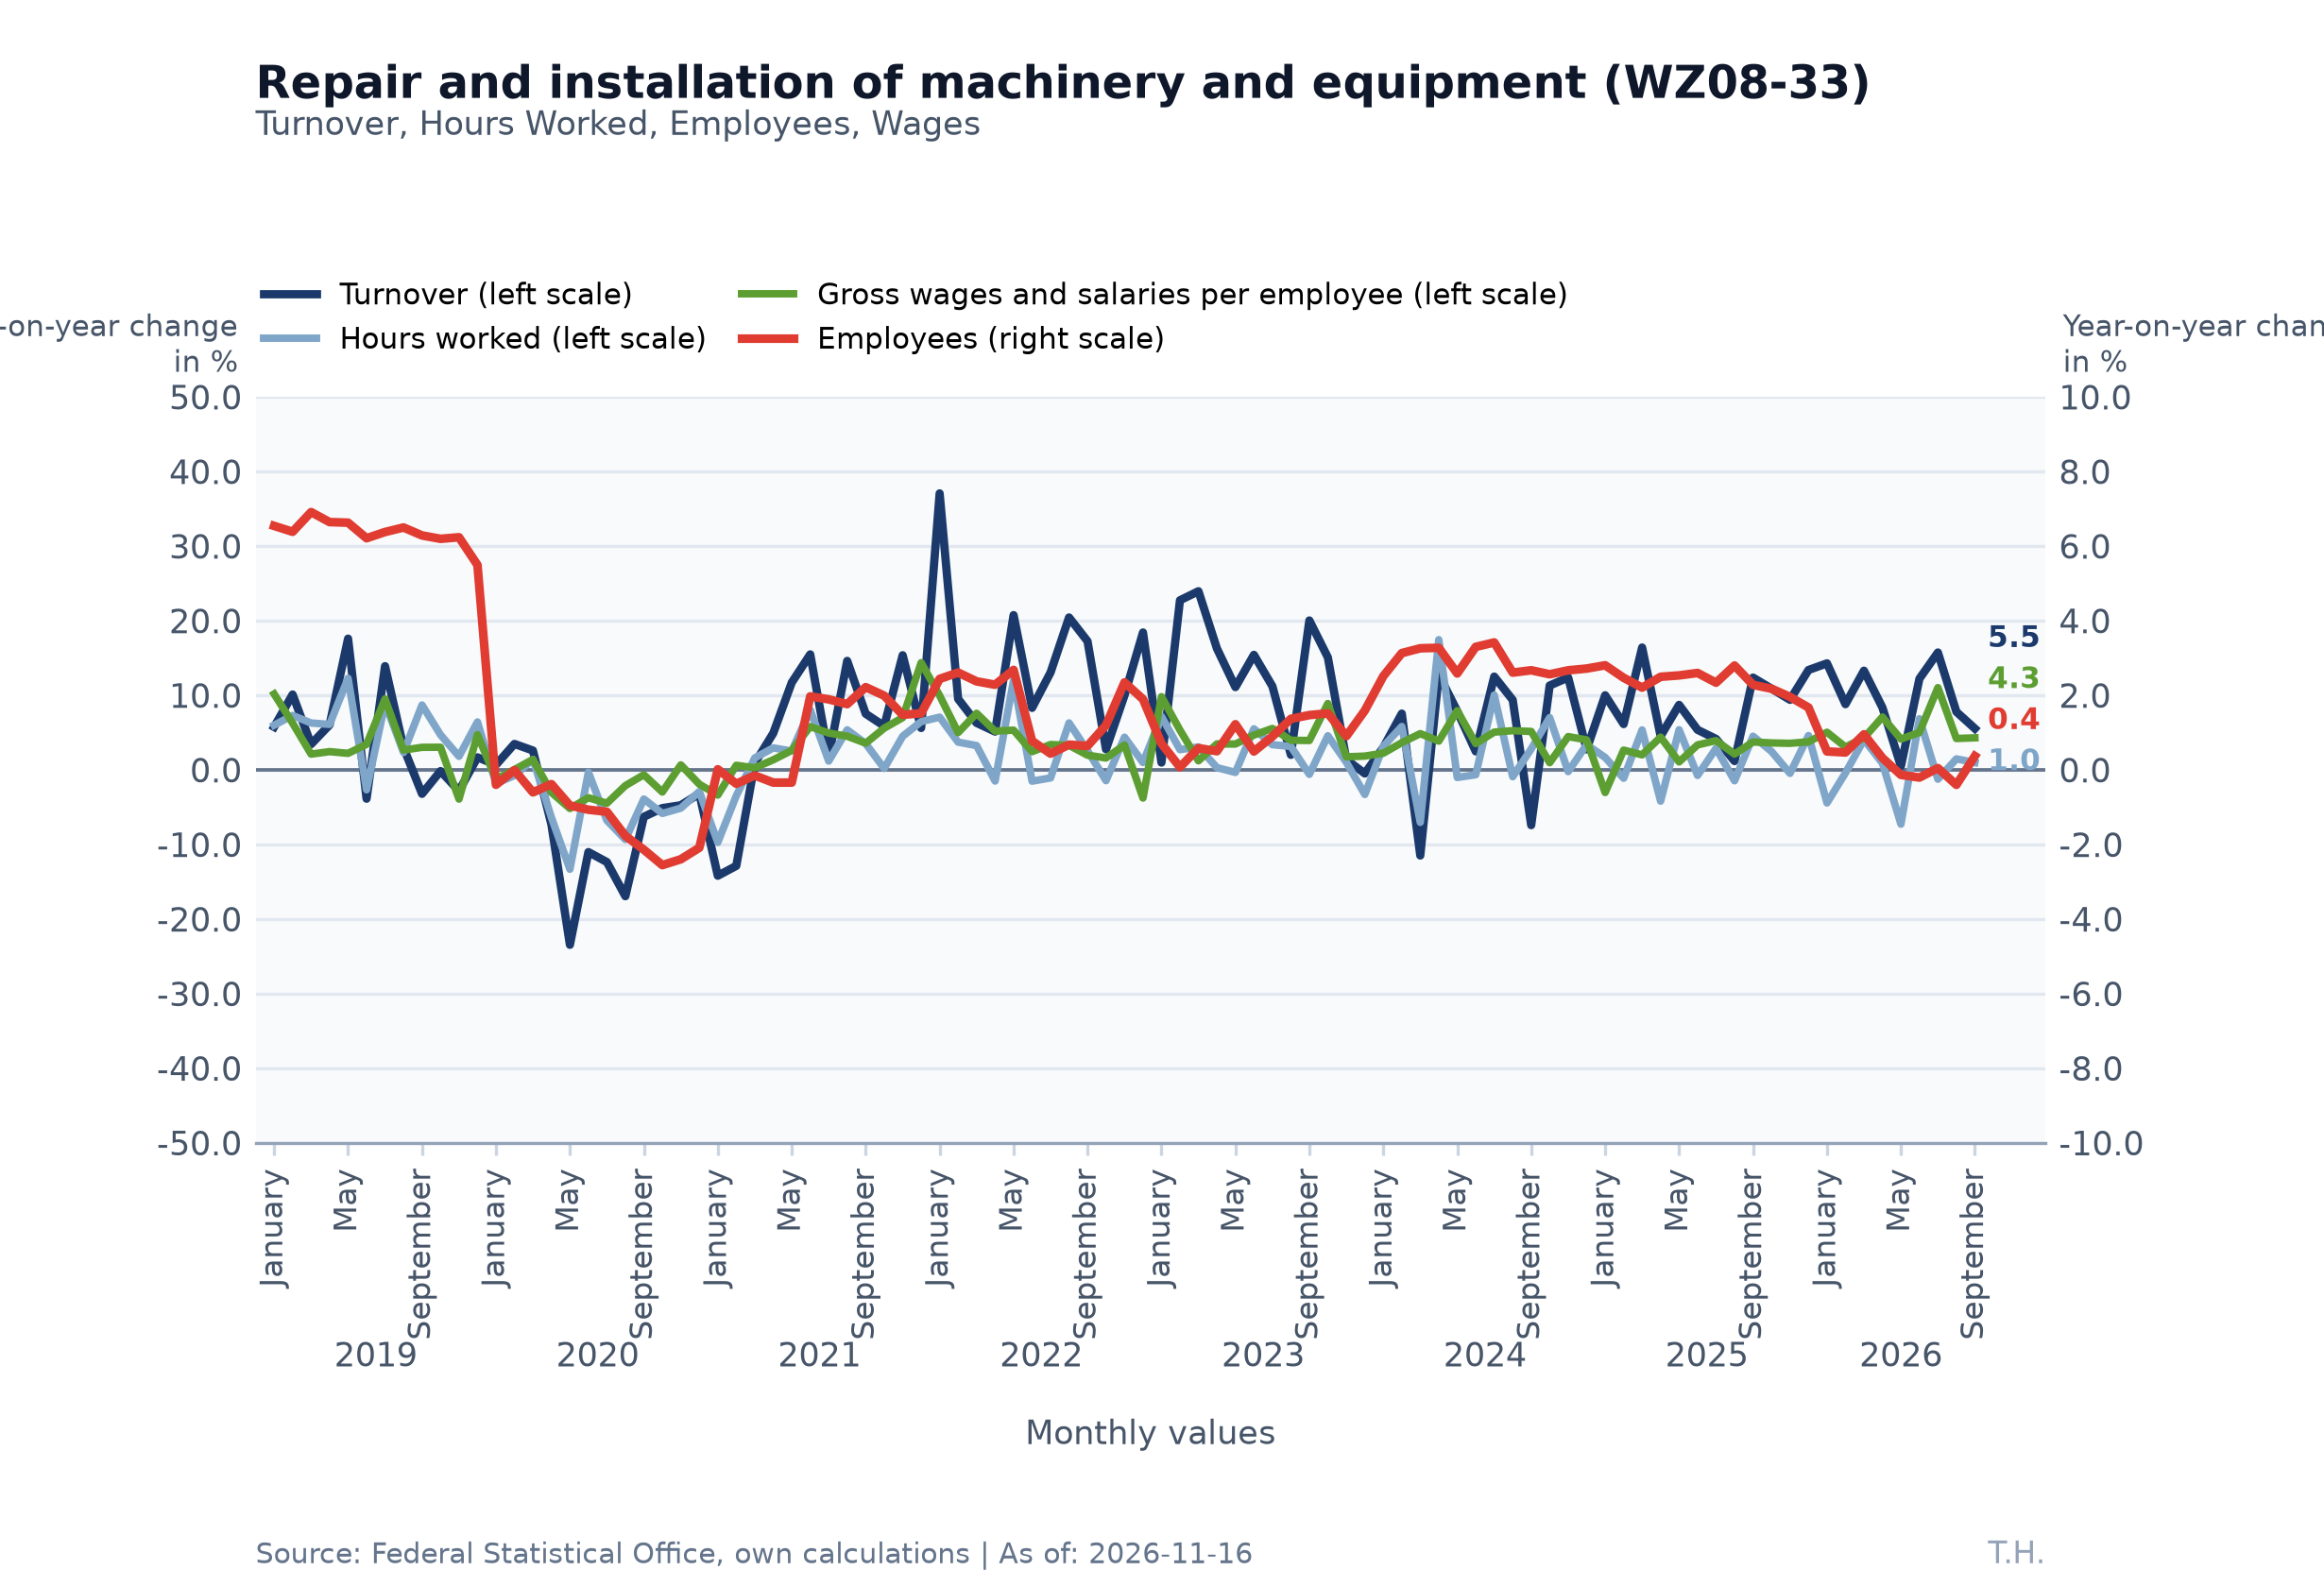 Repair and installation of machinery and equipment (WZ08-33)
Turnover, Hours Worked, Employees, Wages
Turnover (left scale)
Hours worked (left scale)
Gross wages and salaries per employee (left scale)
Employees (right scale)
-on-year change
in %
Year-on-year chan
in %
50.0
40.0
30.0
20.0
10.0
0.0
-10.0
-20.0
-30.0
-40.0
-50.0
10.0
8.0
6.0
4.0
2.0
0.0
-2.0
-4.0
-6.0
-8.0
-10.0
5.5
4.3
0.4
1.0
January
May
September
January
May
September
January
May
September
January
May
September
January
May
September
January
May
September
January
May
September
January
May
September
2019
2020
2021
2022
2023
2024
2025
2026
Monthly values
Source: Federal Statistical Office, own calculations | As of: 2026-11-16
T.H.